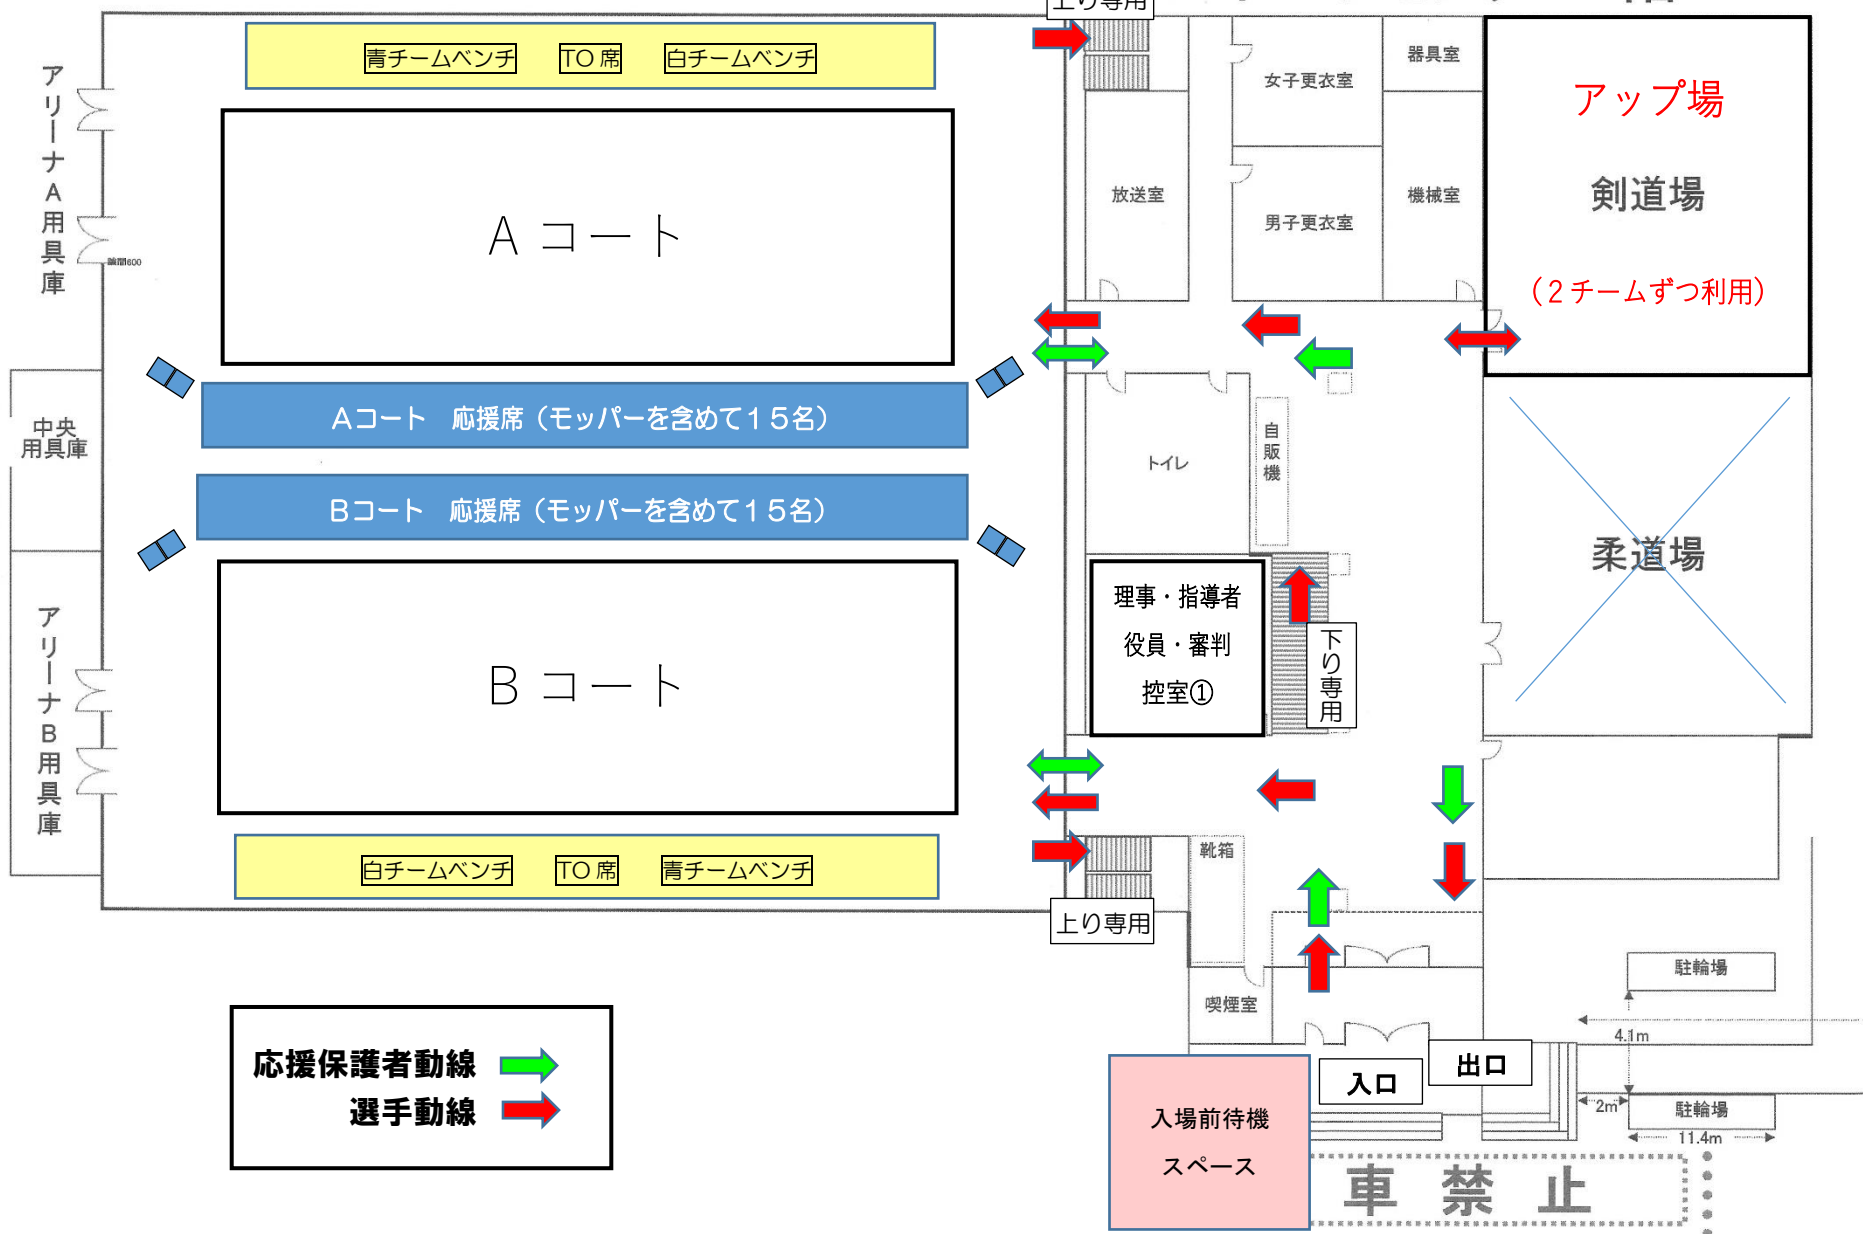 上り専用
青チームベンチ　TO席　白チームベンチ
アリーナA用具庫
Aコート
放送室
女子更衣室
器具室
男子更衣室
機械室
アップ場
剣道場
（2チームずつ利用）
中央
用具庫
Aコート　応援席（モッパーを含めて１５名）
Bコート　応援席（モッパーを含めて１５名）
トイレ
自販機
柔道場
アリーナB用具庫
Bコート
理事・指導者
役員・審判
控室①
下り専用
白チームベンチ　TO席　青チームベンチ
上り専用
靴箱
喫煙室
駐輪場
4.1m
2m
駐輪場
11.4m
入口
出口
応援保護者動線
選手動線
入場前待機
スペース
車禁止